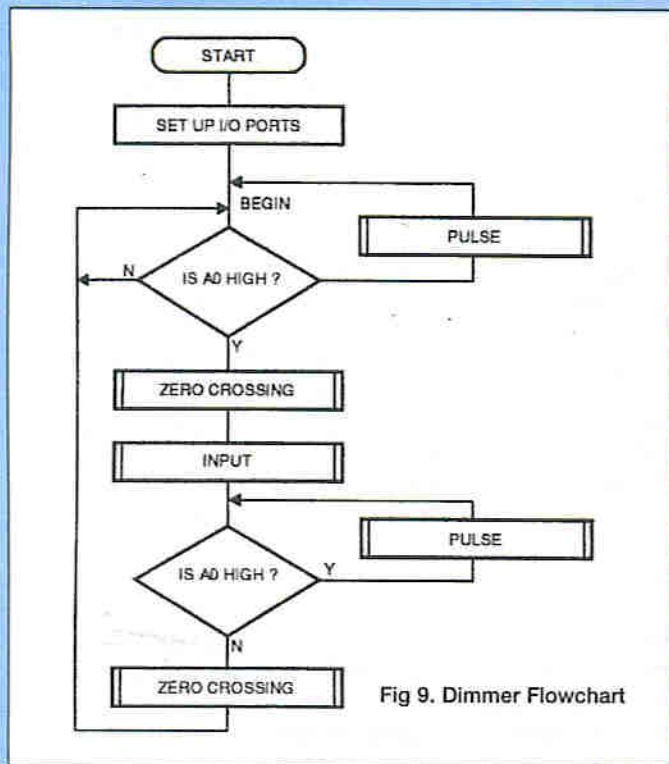 START
SET UP I/O PORTS
BEGIN
PULSE
N
IS A0 HIGH ?
Y
ZERO CROSSING
INPUT
PULSE
IS A0 HIGH ?
Y
N
ZERO CROSSING
Fig 9. Dimmer Flowchart